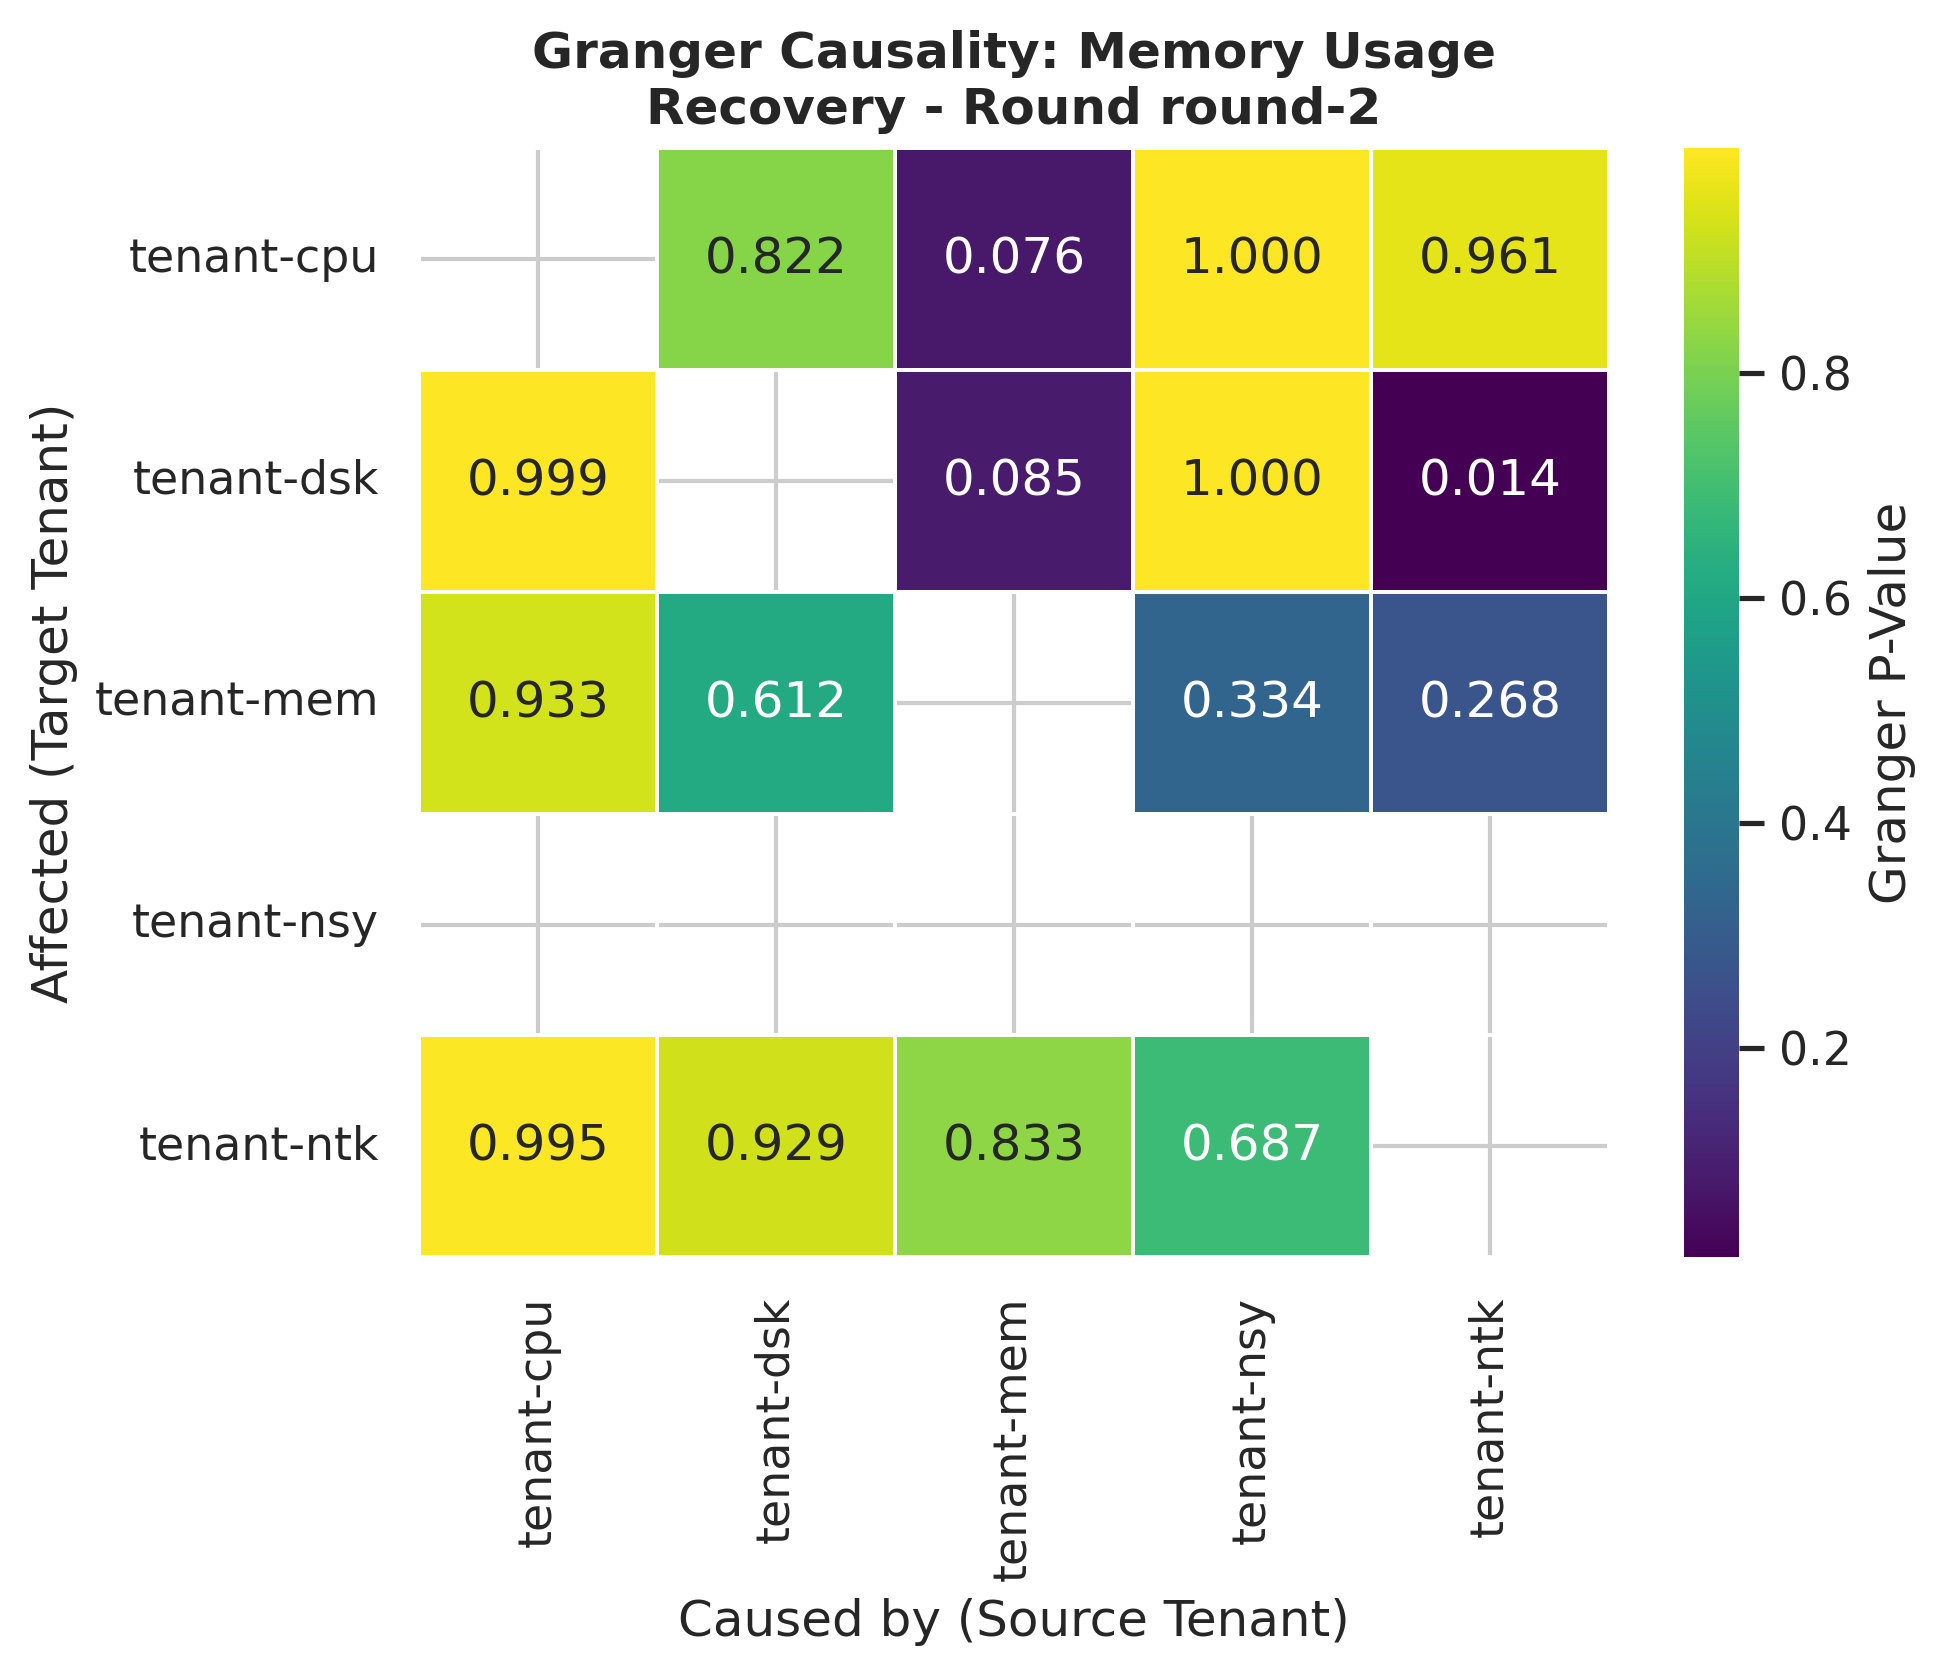 Granger Causality: Memory Usage
Recovery - Round round-2
Affected (Target Tenant)
tenant-cpu
0.822
0.076
1.000
0.961
tenant-dsk
0.999
0.085
1.000
0.014
tenant-mem
0.933
0.612
0.334
0.268
tenant-nsy
tenant-ntk
0.995
0.929
0.833
0.687
tenant-cpu
tenant-dsk
tenant-mem
tenant-nsy
tenant-ntk
Caused by (Source Tenant)
0.8
0.6
0.4
0.2
Granger P-Value